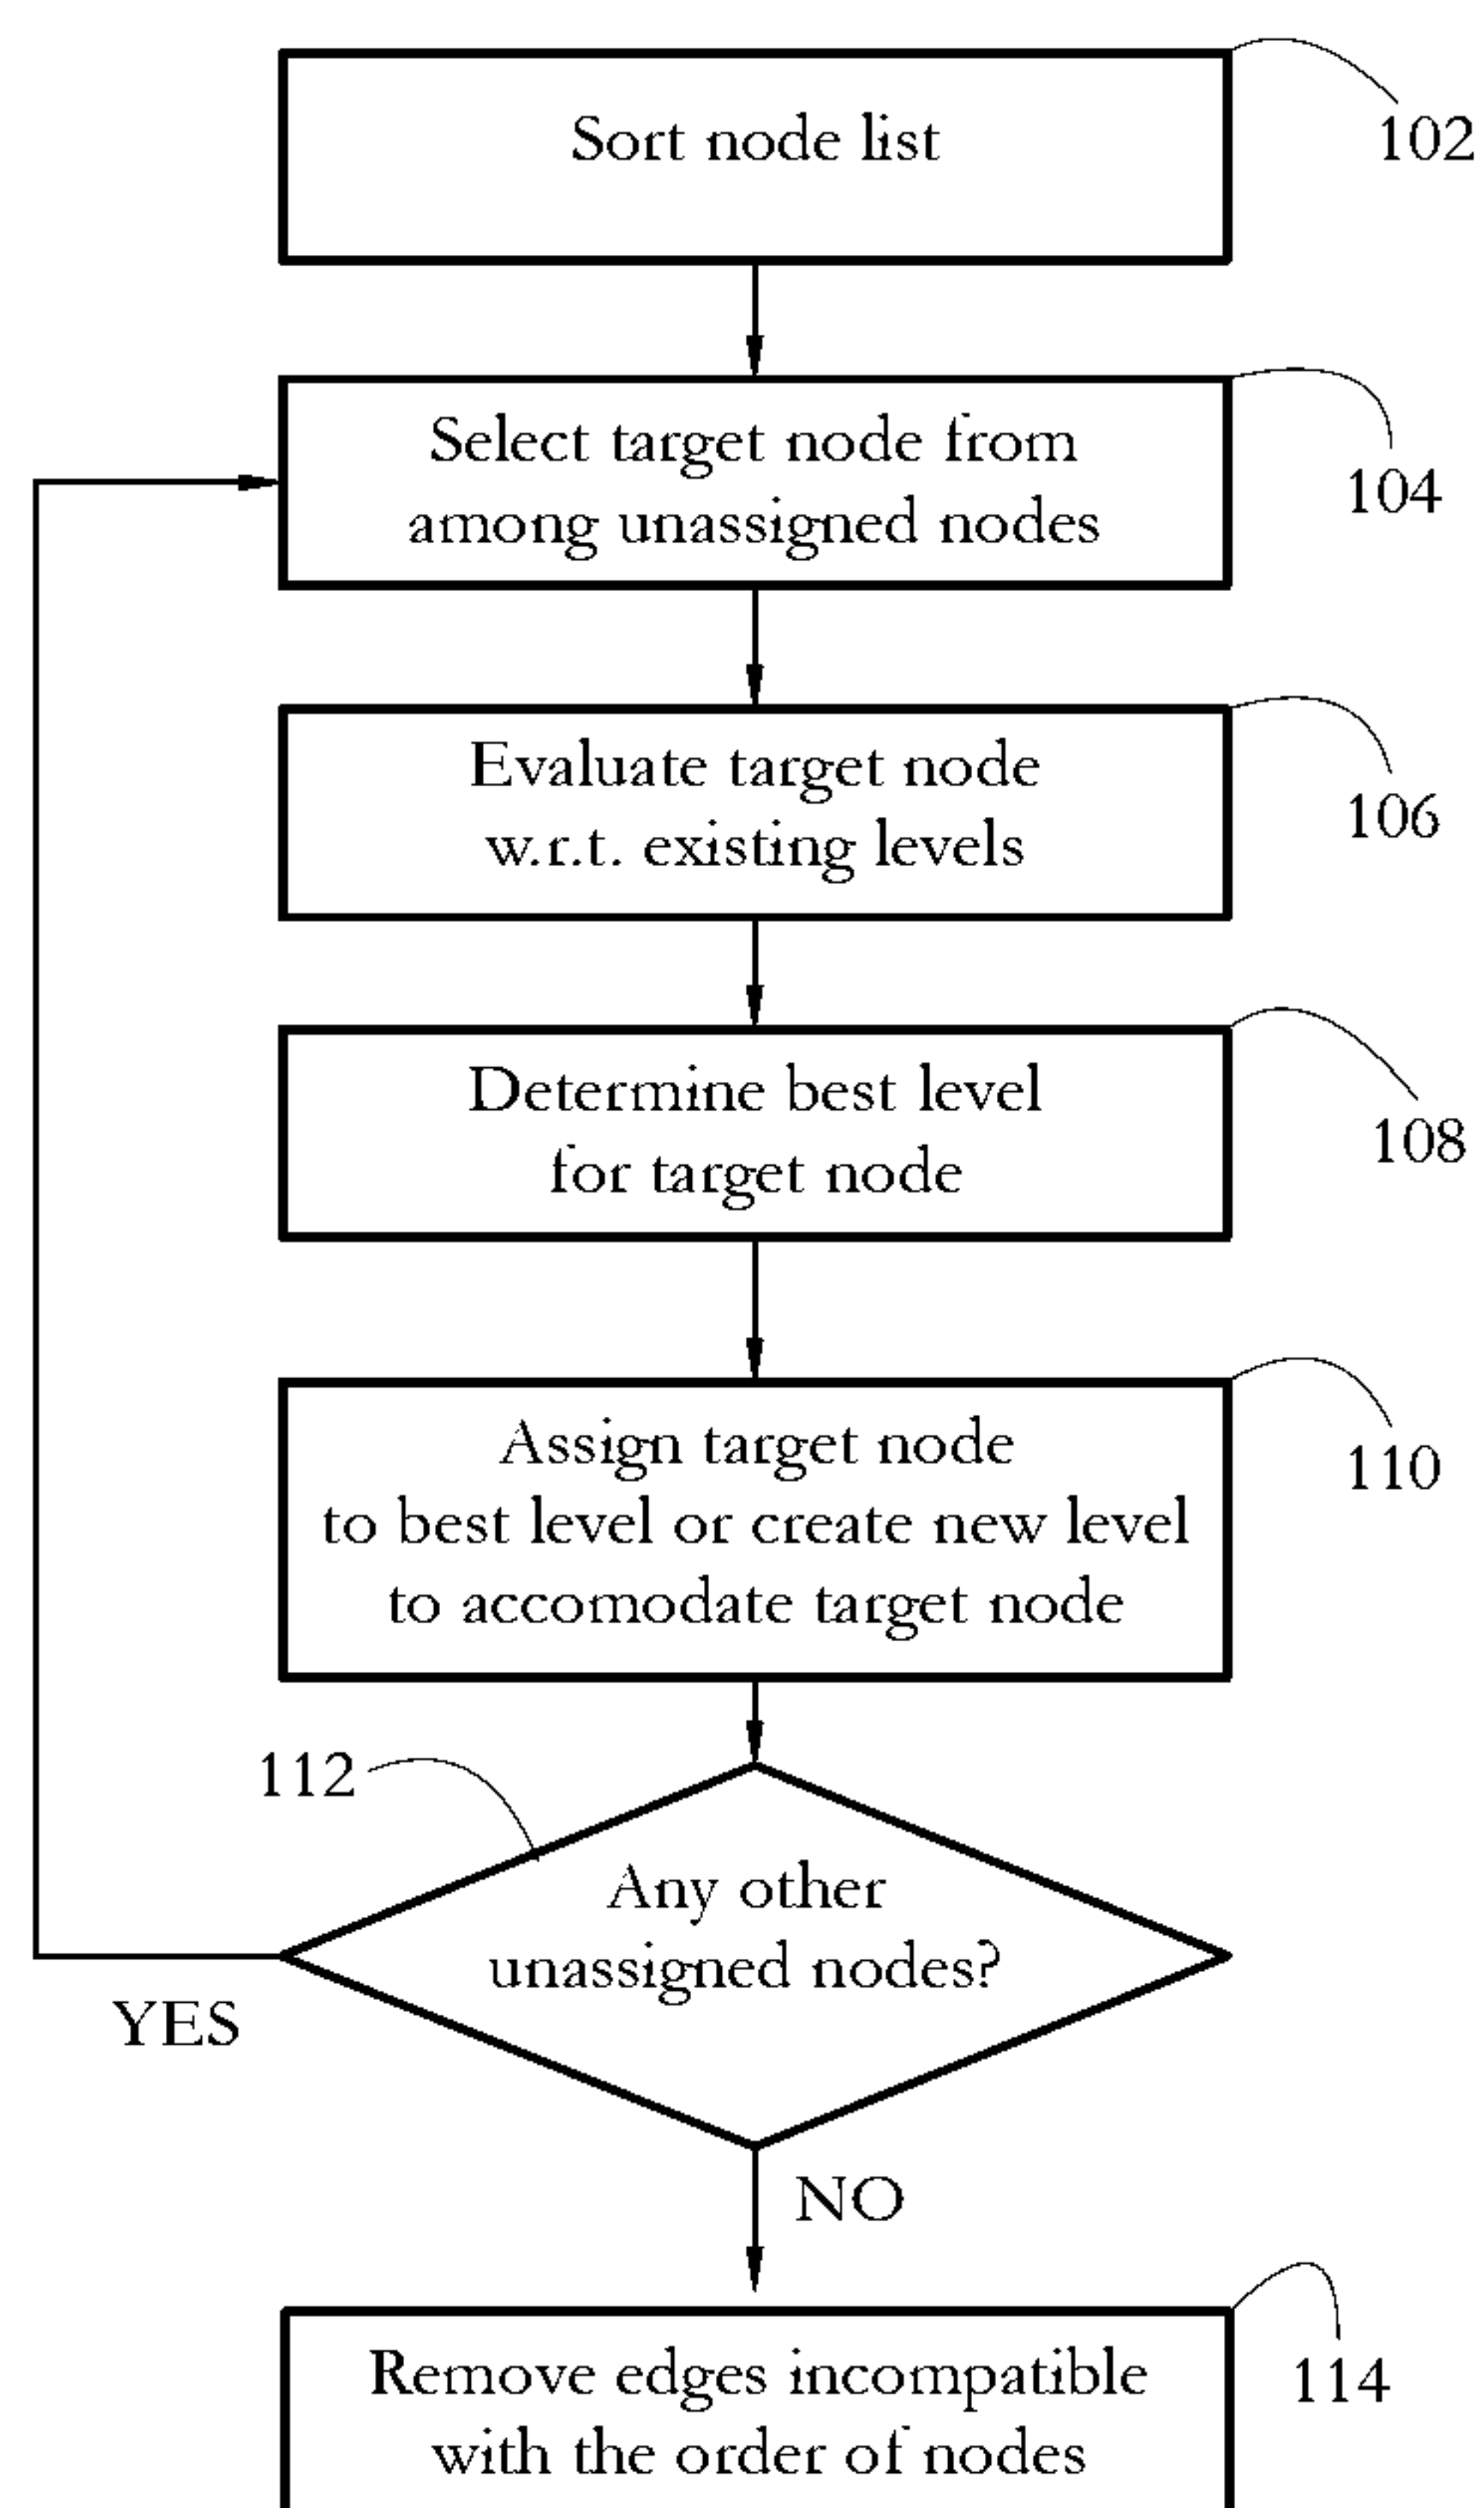 Sort node list
102
Select target node from
among unassigned nodes
104
Evaluate target node
w.r.t. existing levels
106
Determine best level
for target node
108
Assign target node
to best level or create new level
to accomodate target node
110
112
Any other
unassigned nodes?
YES
NO
Remove edges incompatible
with the order of nodes
114